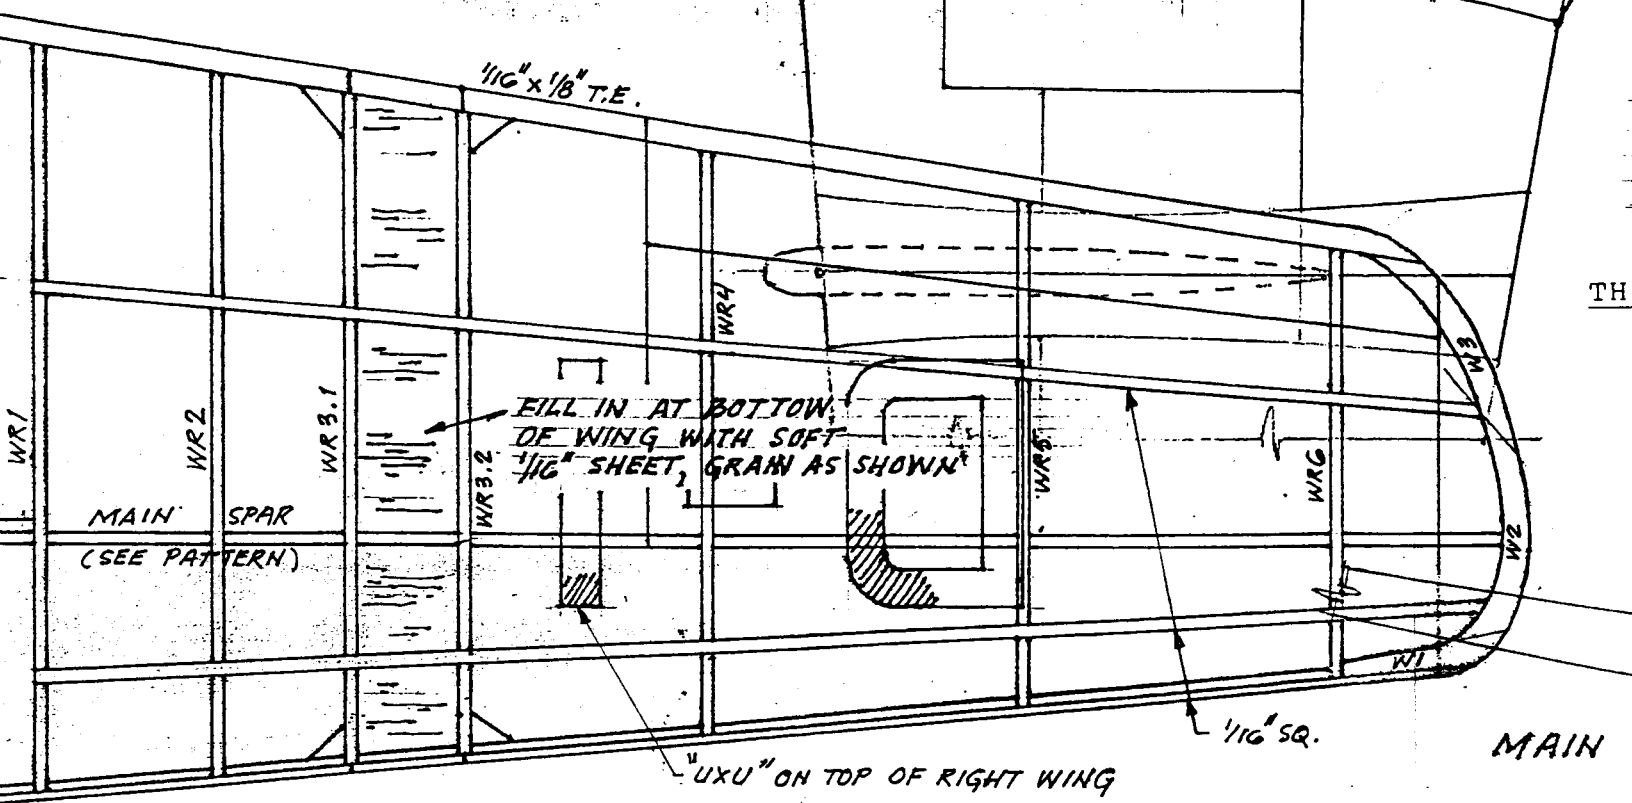 1/16" x 1/8" T.E.
WR1
WR2
WR3.1
WR3.2
WR4
WR5
WR6
W3
W2
W1
TH
FILL IN AT BOTTOM
OF WING WITH SOFT
1/16" SHEET, GRAIN AS SHOWN
MAIN SPAR
(SEE PATTERN)
1/16" SQ.
"UXU" ON TOP OF RIGHT WING
MAIN